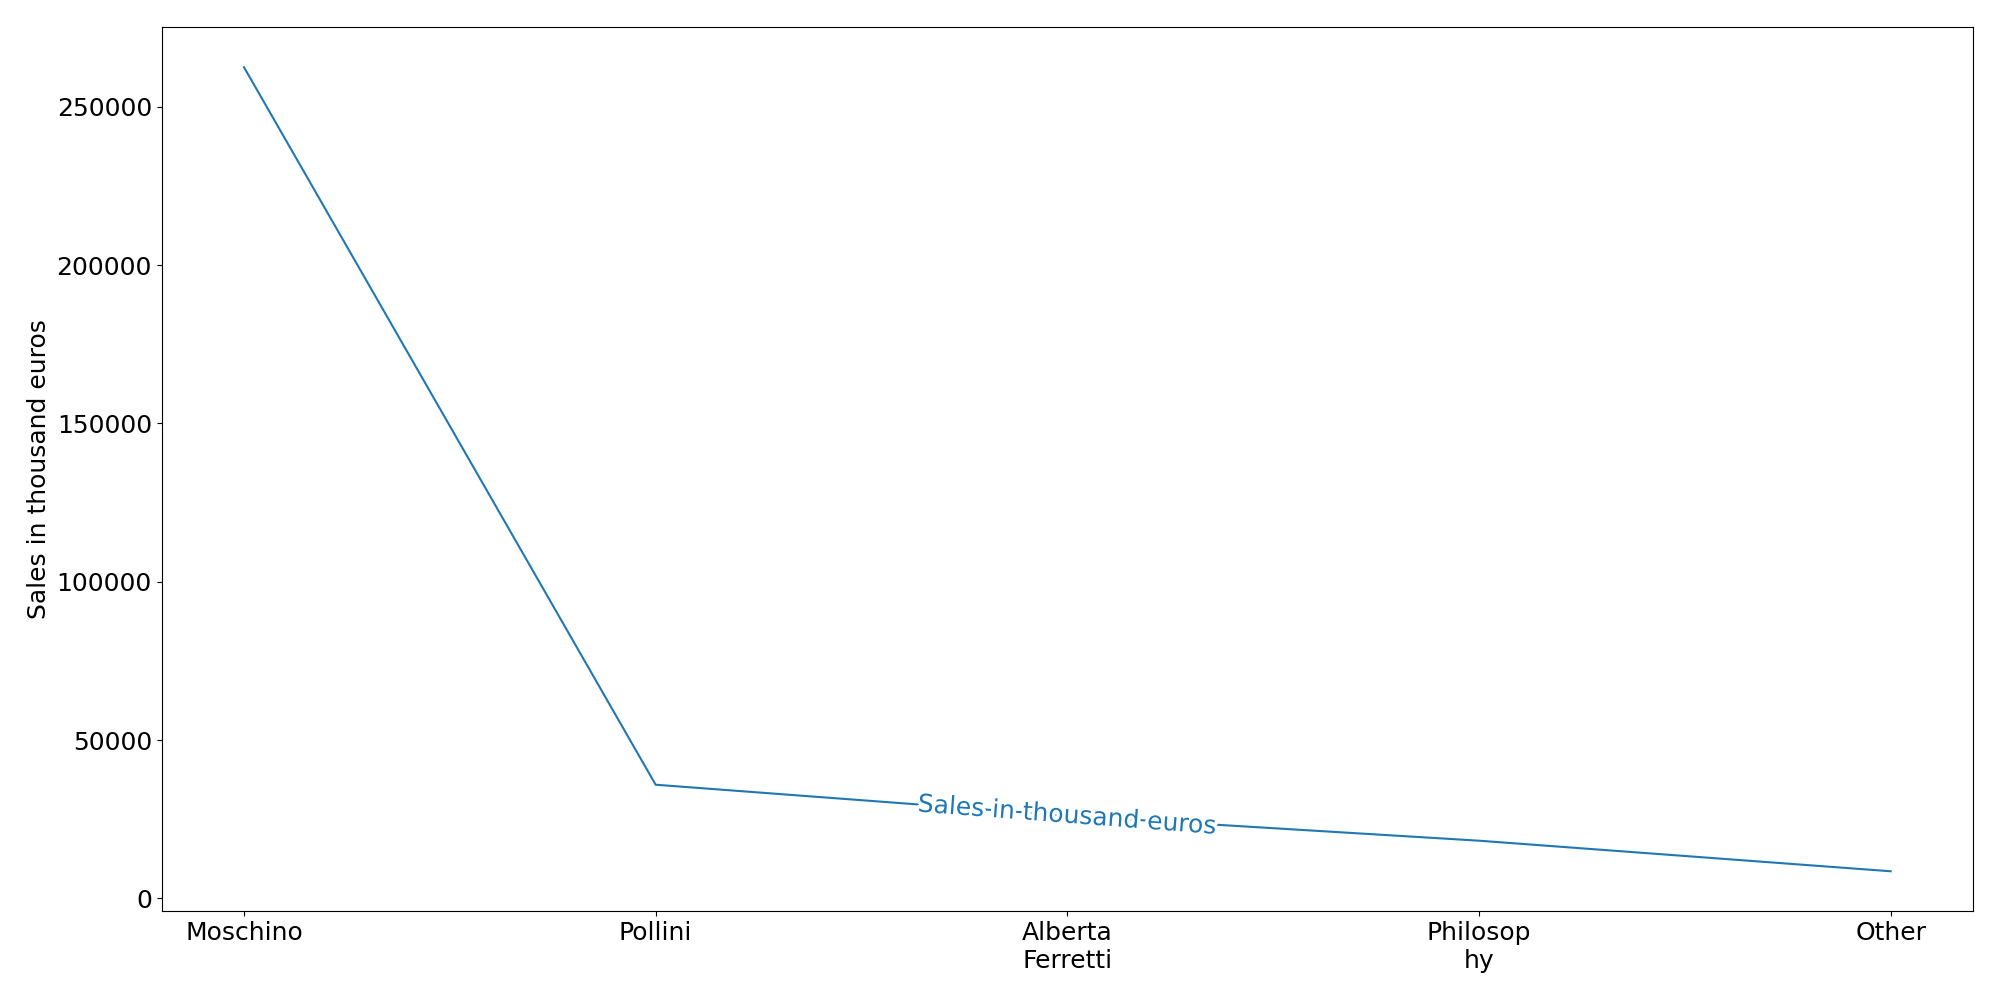 Sales in thousand euros
250000
200000
150000
100000
50000
0
Sales-in-thousand-euros
Moschino
Pollini
Alberta
Ferretti
Philosop
hy
Other